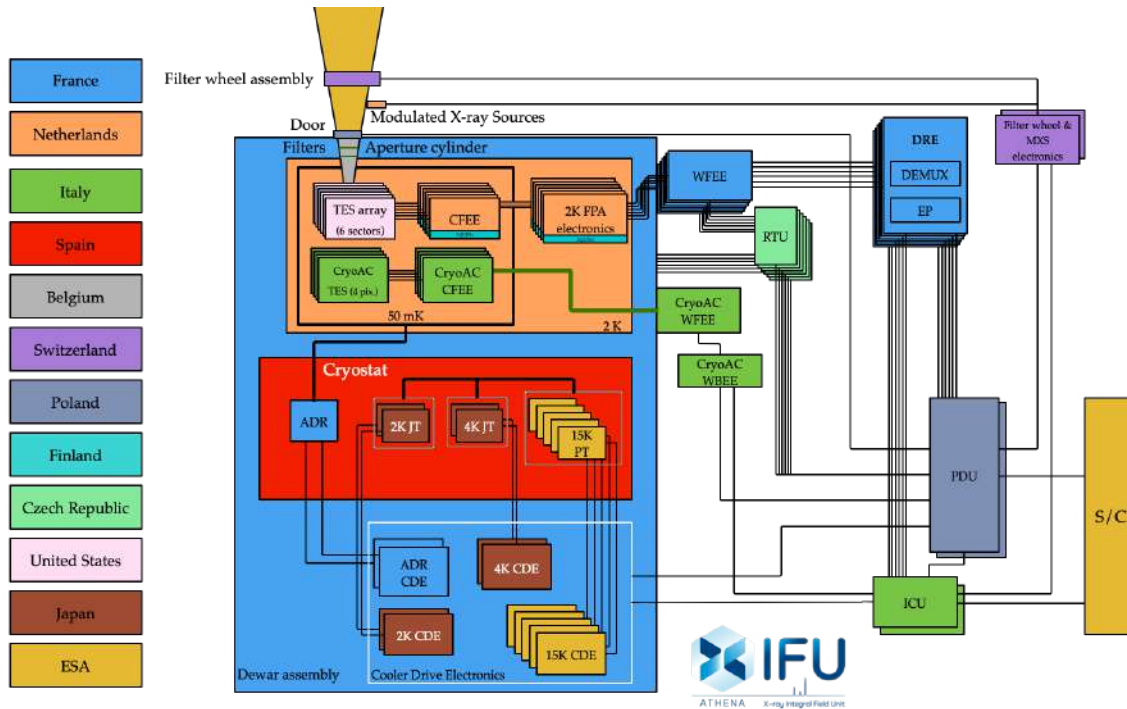 France
Netherlands
Italy
Spain
Belgium
Switzerland
Poland
Finland
Czech Republic
United States
Japan
ESA
Filter wheel assembly
Modulated X-ray Sources
Door
Filters
Aperture cylinder
TES array
(6 sectors)
CFEE
2K FPA
electronics
CryoAC
TES (4 pix.)
CryoAC
CFEE
50 mK
2 K
WFEE
RTU
DRE
DEMUX
EP
Filter wheel &
MXS
electronics
CryoAC
WFEE
CryoAC
WBEE
Cryostat
ADR
2K JT
4K JT
15K
PT
PDU
S/C
ICU
ADR
CDE
4K CDE
2K CDE
15K CDE
Dewar assembly
Cooler Drive Electronics
X IFU
ATHENA
X-ray Integral Field Unit